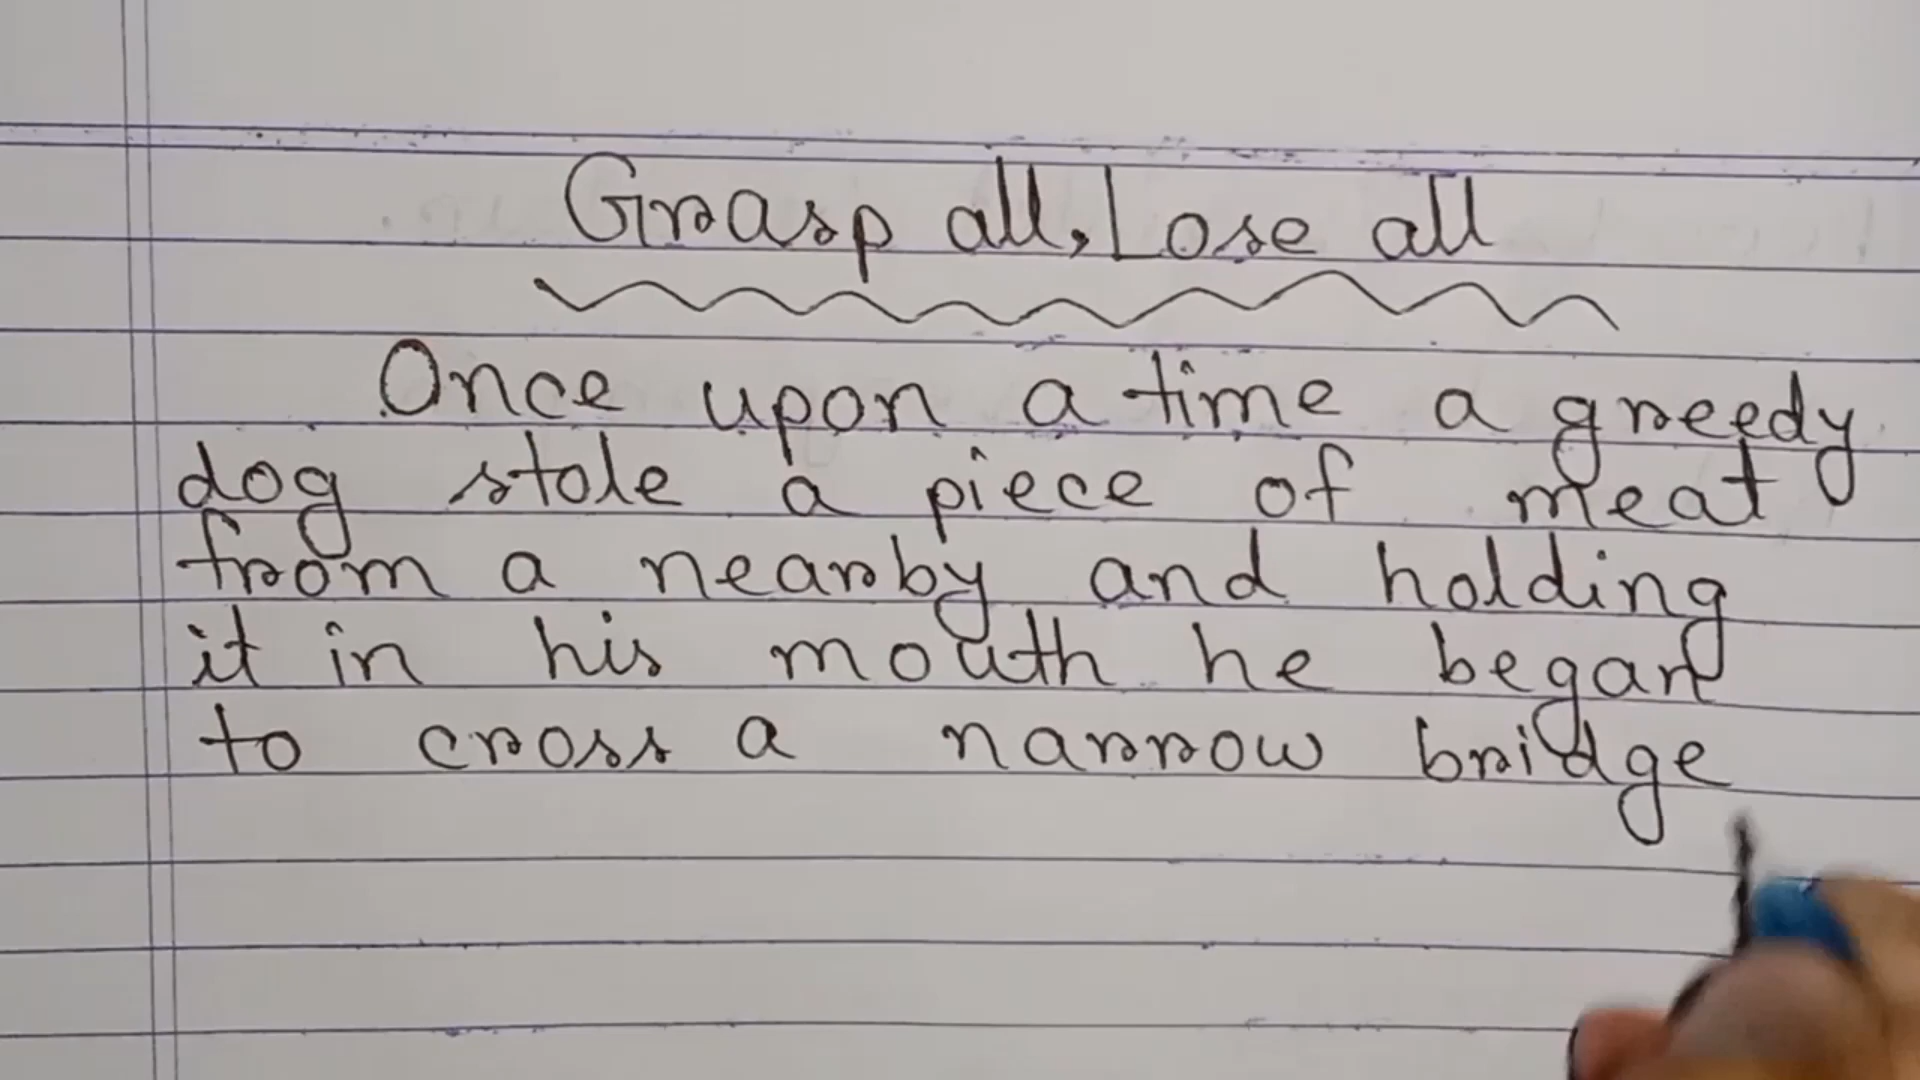 Grasp all, Lose all
Once upon a time a greedy
dog stole a piece of meat
from a nearby and holding
it in his mouth he began
to cross a narrow bridge